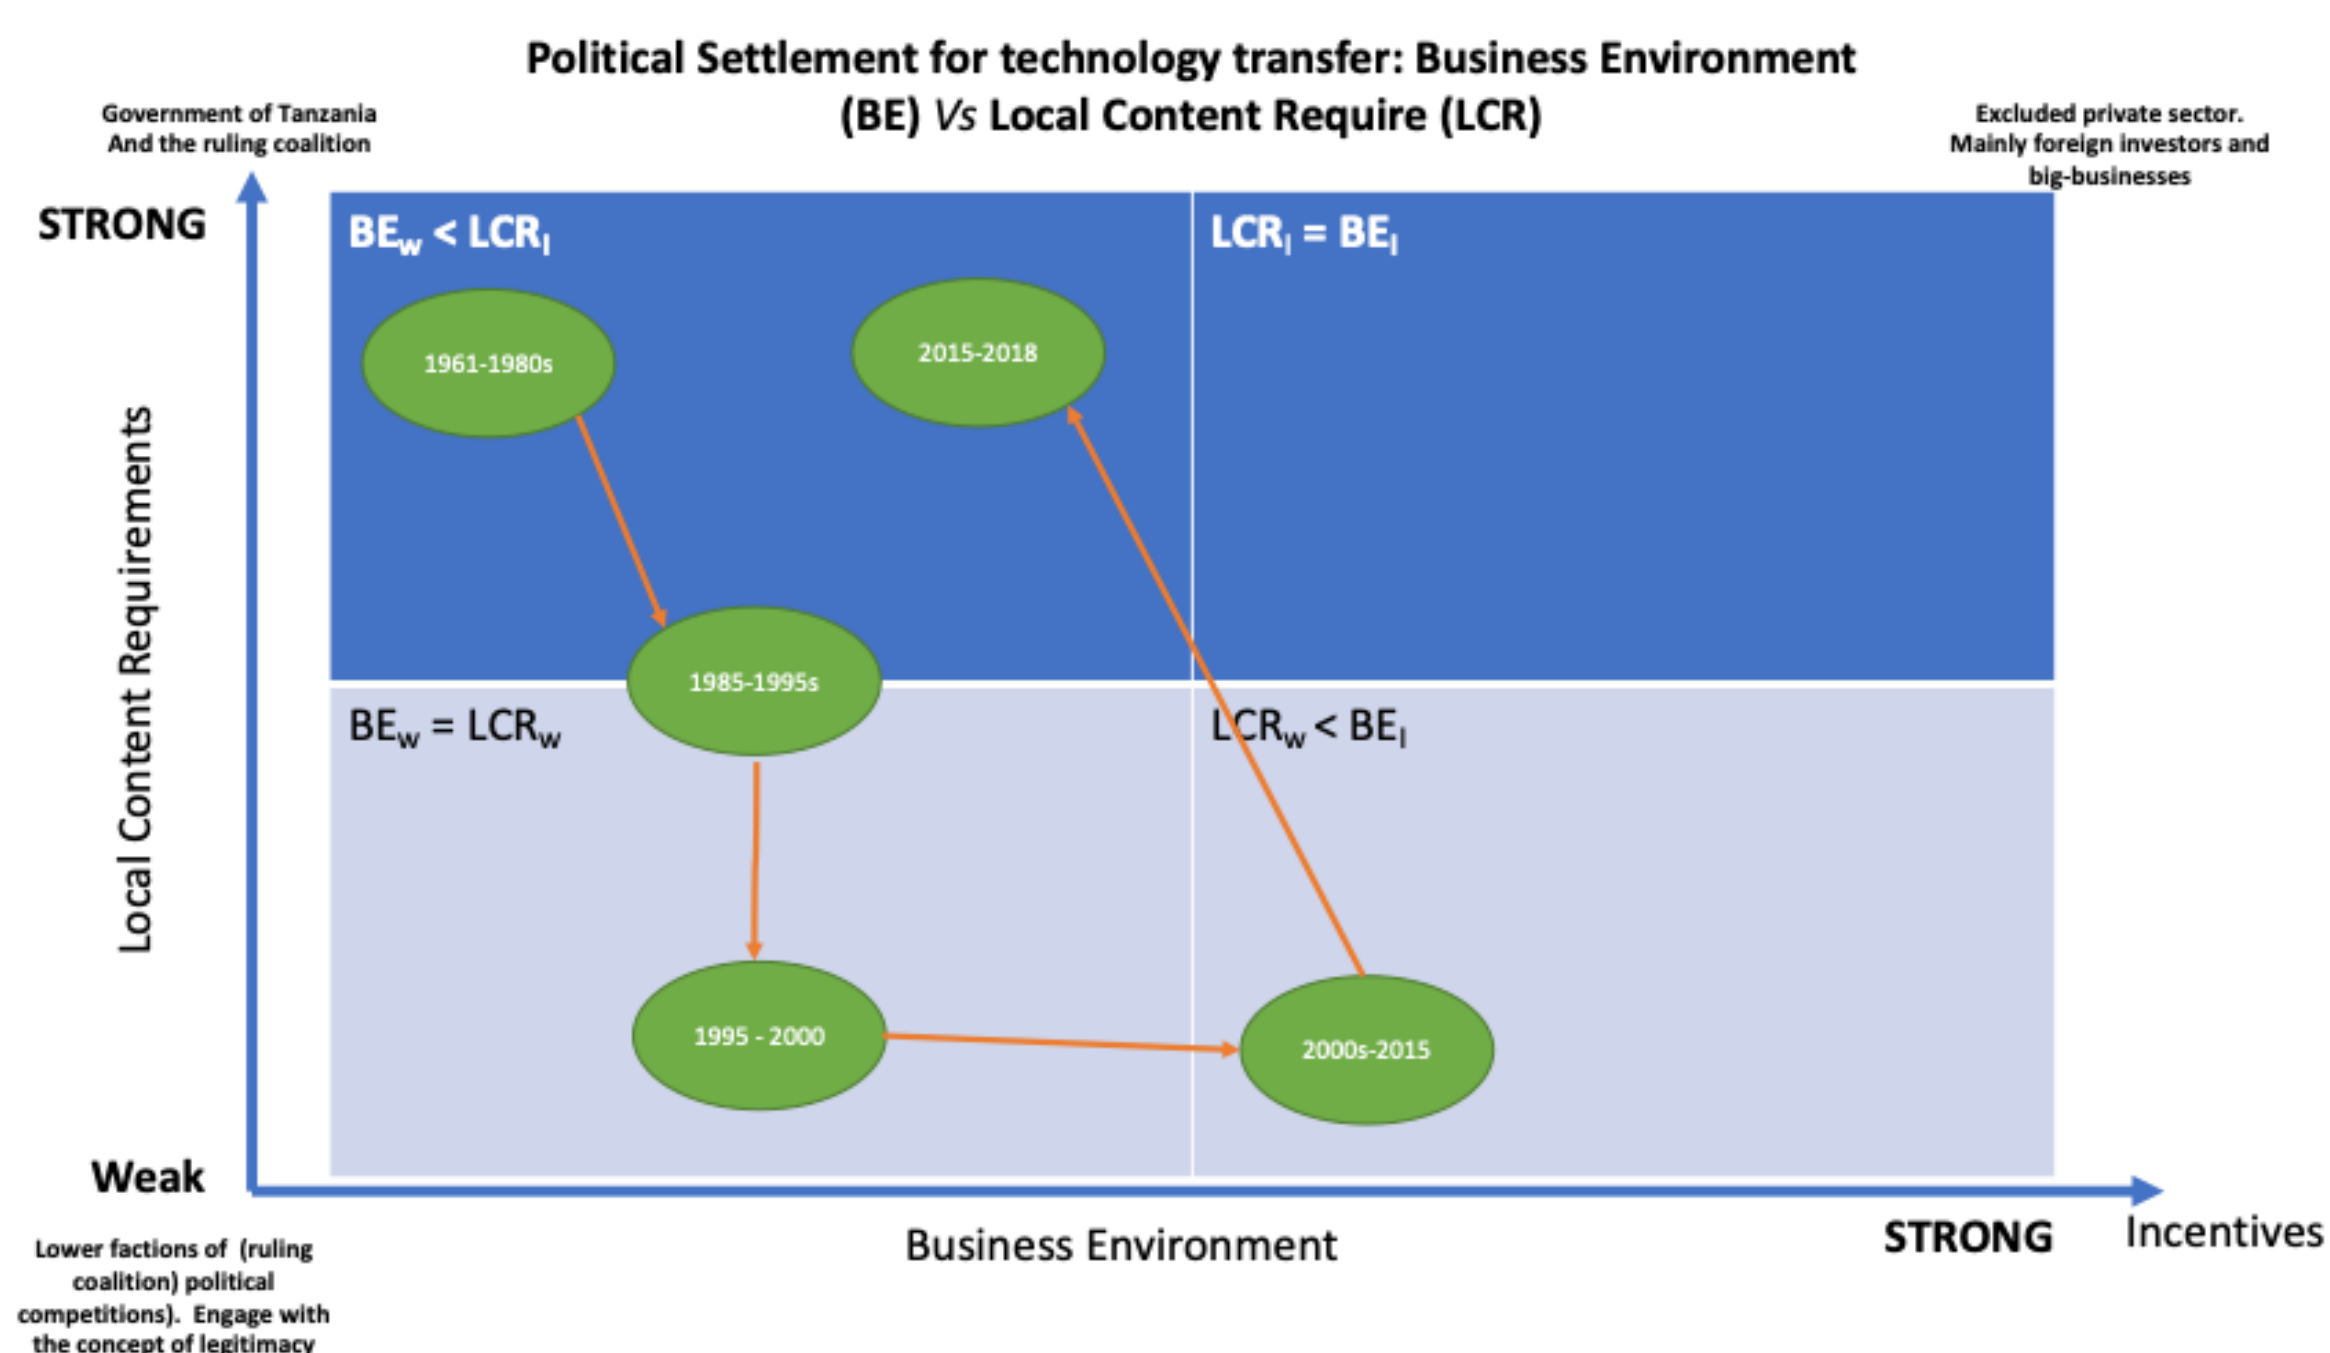 Political Settlement for technology transfer: Business Environment
(BE) Vs Local Content Require (LCR)
Government of Tanzania
And the ruling coalition
Excluded private sector.
Mainly foreign investors and
big-businesses
STRONG
BEw < LCRl
LCRl = BEl
1961-1980s
2015-2018
Local Content Requirements
1985-1995s
BEw = LCRw
LCRw < BEl
1995 - 2000
2000s-2015
Weak
Business Environment
STRONG
Incentives
Lower factions of (ruling
coalition) political
competitions). Engage with
the concept of legitimacy